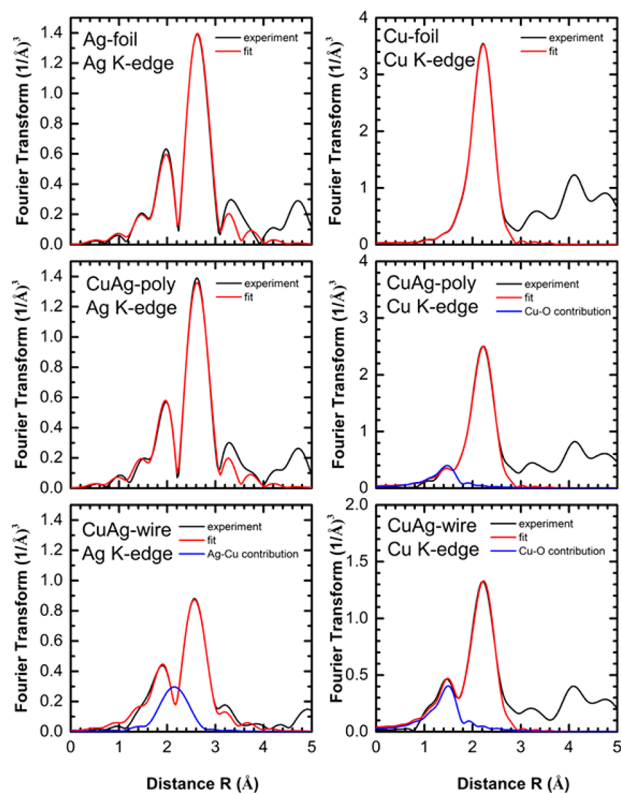 Ag-foil
Ag K-edge
experiment
fit
Fourier Transform (1/Å)³
1.4
1.2
1.0
0.8
0.6
0.4
0.2
0.0
Cu-foil
Cu K-edge
experiment
fit
Fourier Transform (1/Å)³
4
3
2
1
0
CuAg-poly
Ag K-edge
experiment
fit
Fourier Transform (1/Å)³
1.4
1.2
1.0
0.8
0.6
0.4
0.2
0.0
CuAg-poly
Cu K-edge
experiment
fit
Cu-O contribution
Fourier Transform (1/Å)³
4
3
2
1
0
CuAg-wire
Ag K-edge
experiment
fit
Ag-Cu contribution
Fourier Transform (1/Å)³
1.4
1.2
1.0
0.8
0.6
0.4
0.2
0.0
0 1 2 3 4 5
Distance R (Å)
CuAg-wire
Cu K-edge
experiment
fit
Cu-O contribution
Fourier Transform (1/Å)³
2.0
1.5
1.0
0.5
0.0
0 1 2 3 4 5
Distance R (Å)